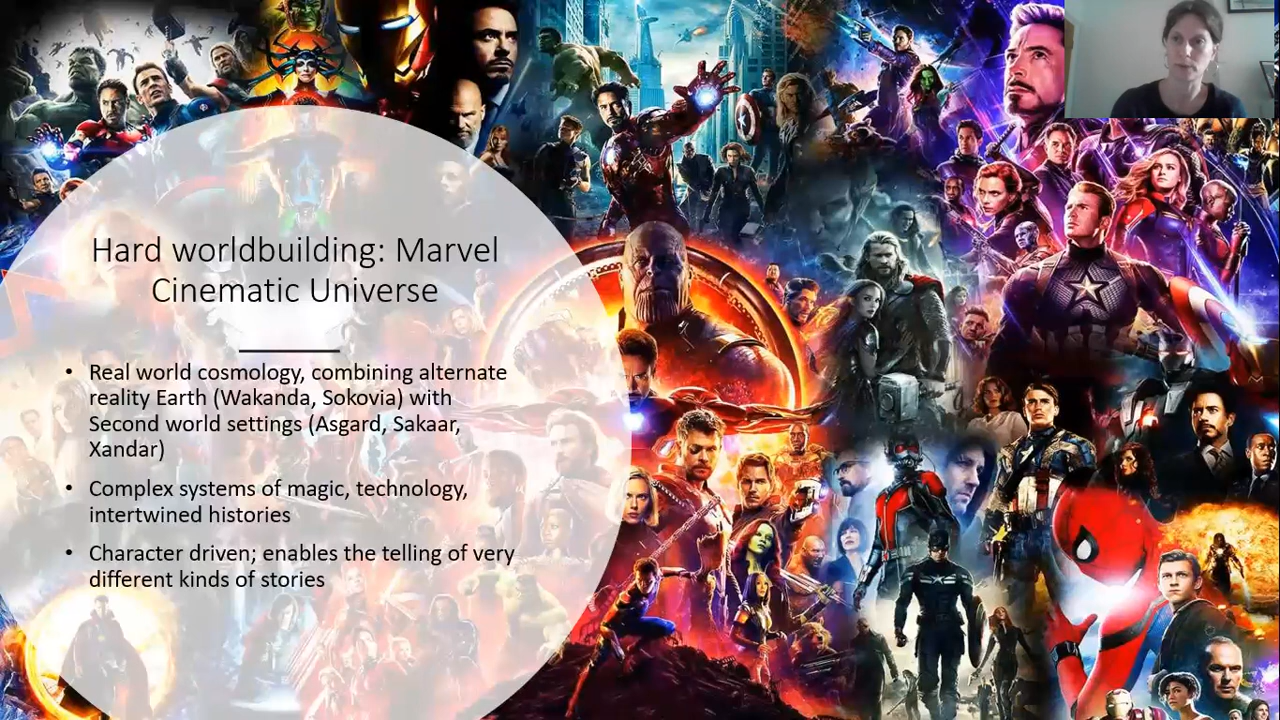 Hard worldbuilding: Marvel
Cinematic Universe
• Real world cosmology, combining alternate
reality Earth (Wakanda, Sokovia) with
Second world settings (Asgard, Sakaar,
Xandar)
• Complex systems of magic, technology,
intertwined histories
• Character driven; enables the telling of very
different kinds of stories